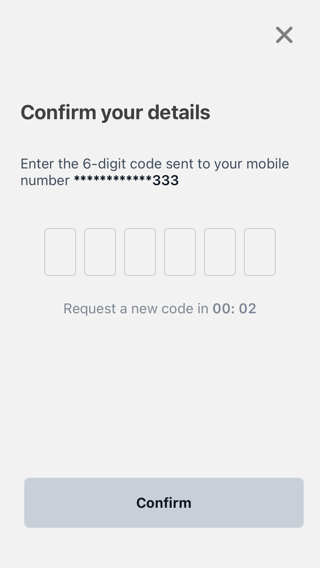 Confirm your details
Enter the 6-digit code sent to your mobile
number ************333
Request a new code in 00: 02
Confirm